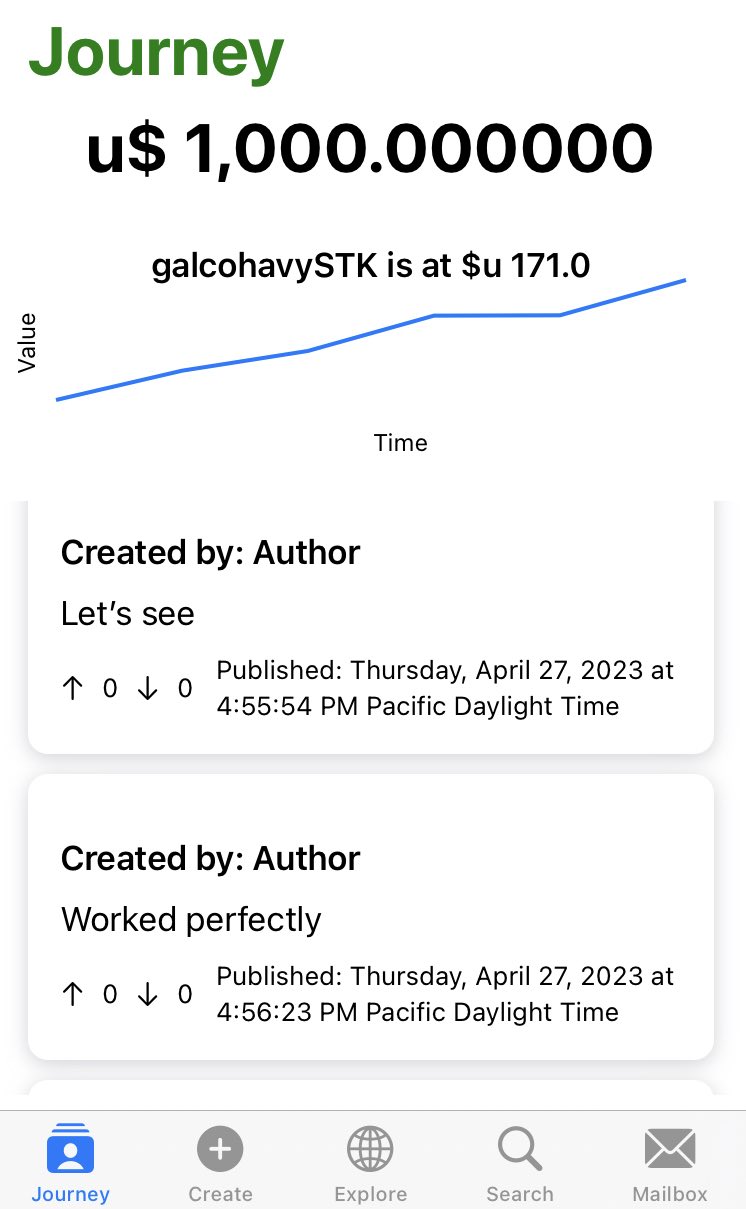 Journey
u$ 1,000.000000
galcohavySTK is at $u 171.0
Value
Time
Created by: Author
Let’s see
↑ 0 ↓ 0
Published: Thursday, April 27, 2023 at
4:55:54 PM Pacific Daylight Time
Created by: Author
Worked perfectly
↑ 0 ↓ 0
Published: Thursday, April 27, 2023 at
4:56:23 PM Pacific Daylight Time
Journey
Create
Explore
Search
Mailbox